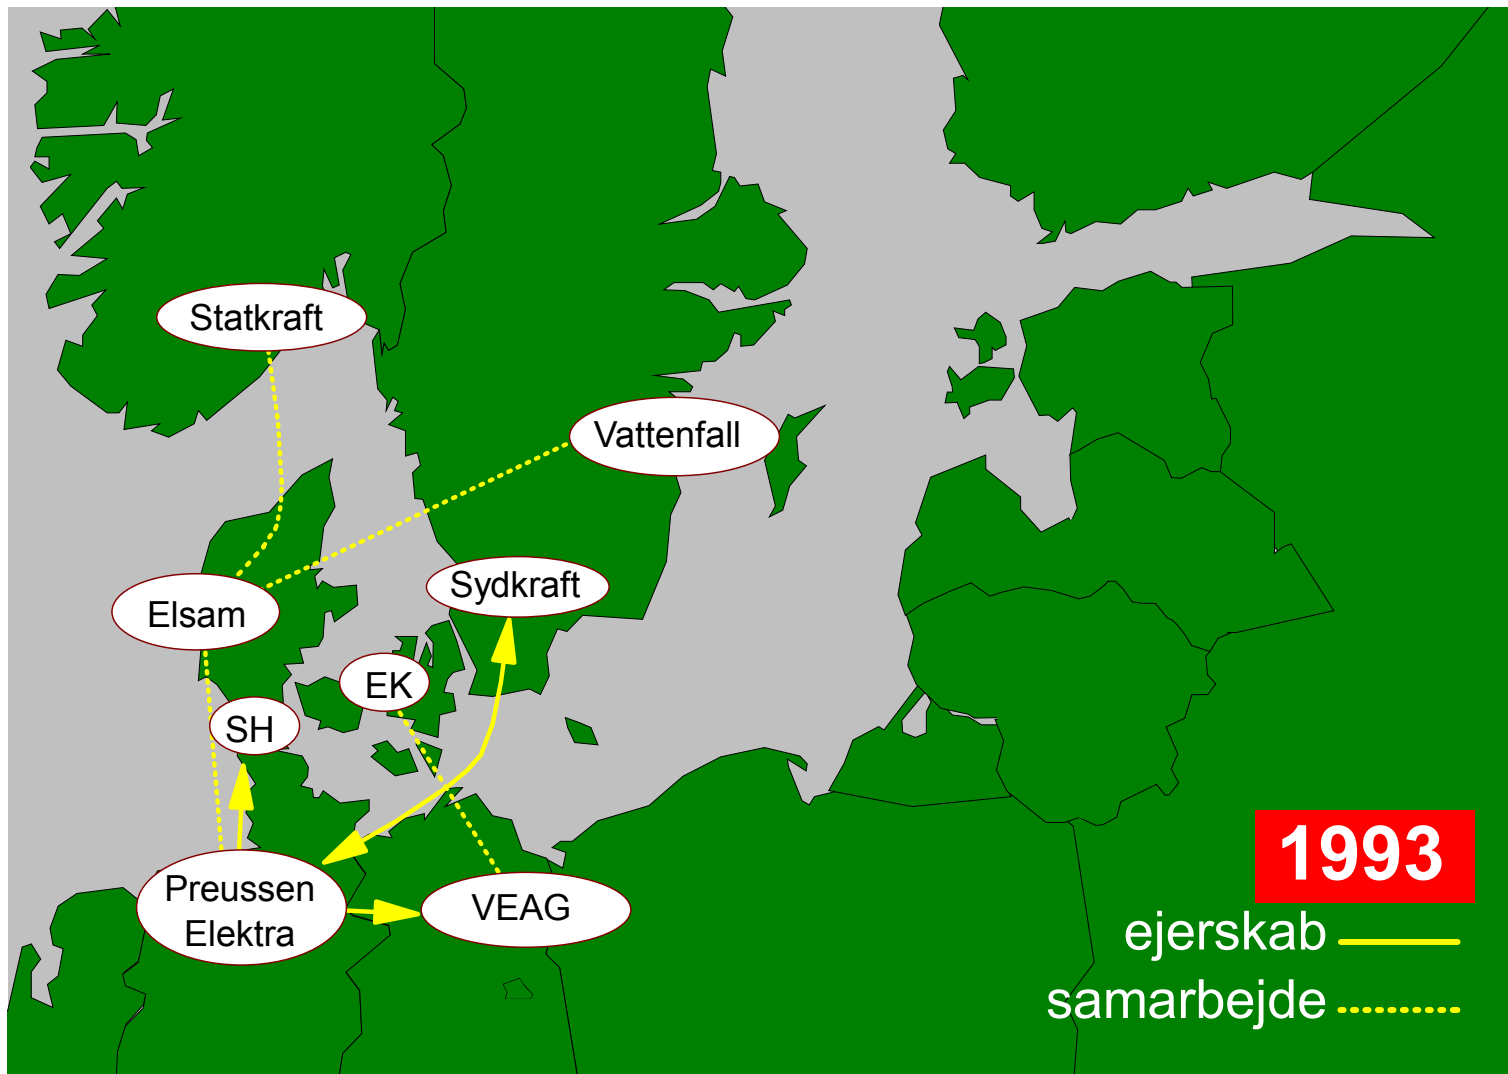 Statkraft
Vattenfall
Sydkraft
Elsam
EK
SH
Preussen
Elektra
VEAG
1993
ejerskab
samarbejde